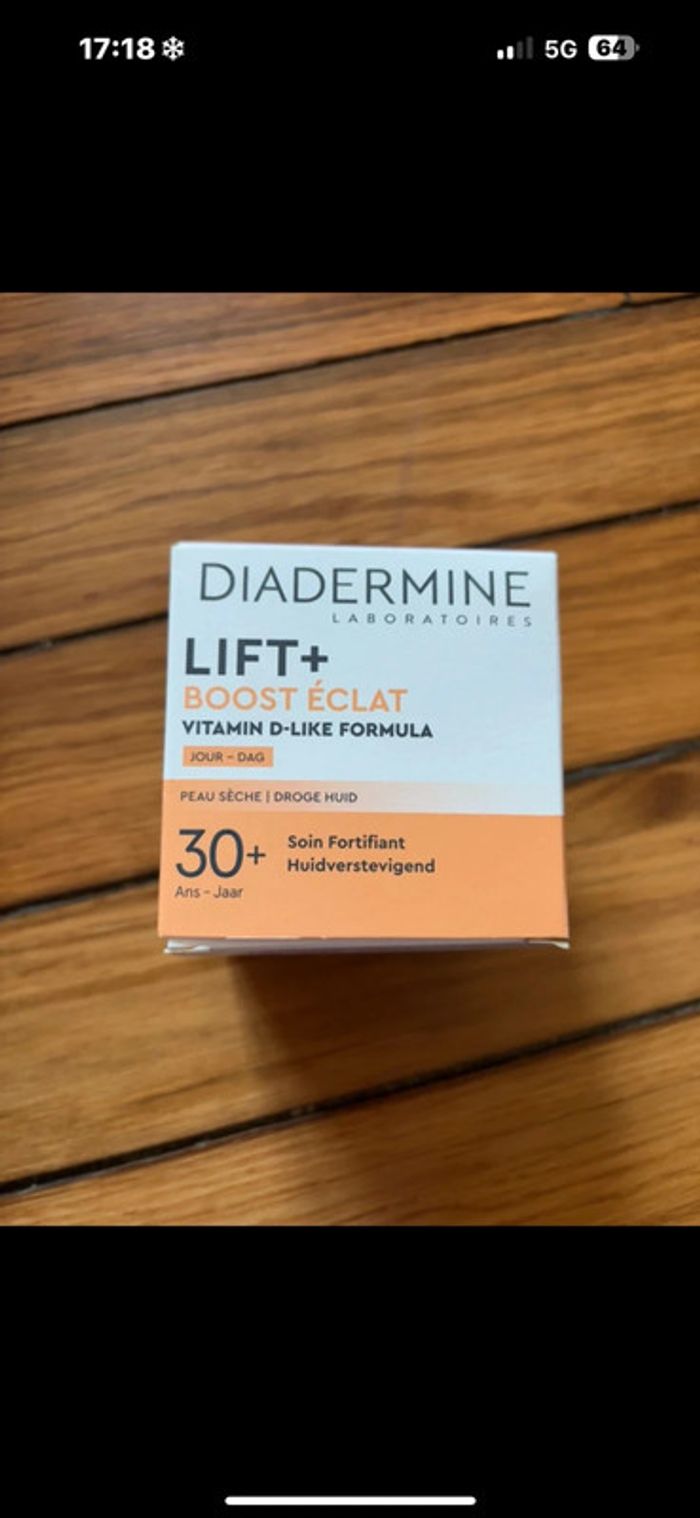 17:18
5G
64
DIADERMINE
LABORATOIRES
LIFT+
BOOST ÉCLAT
VITAMIN D-LIKE FORMULA
JOUR – DAG
PEAU SÈCHE | DROGE HUID
30+
Ans – Jaar
Soin Fortifiant
Huidverstevigend